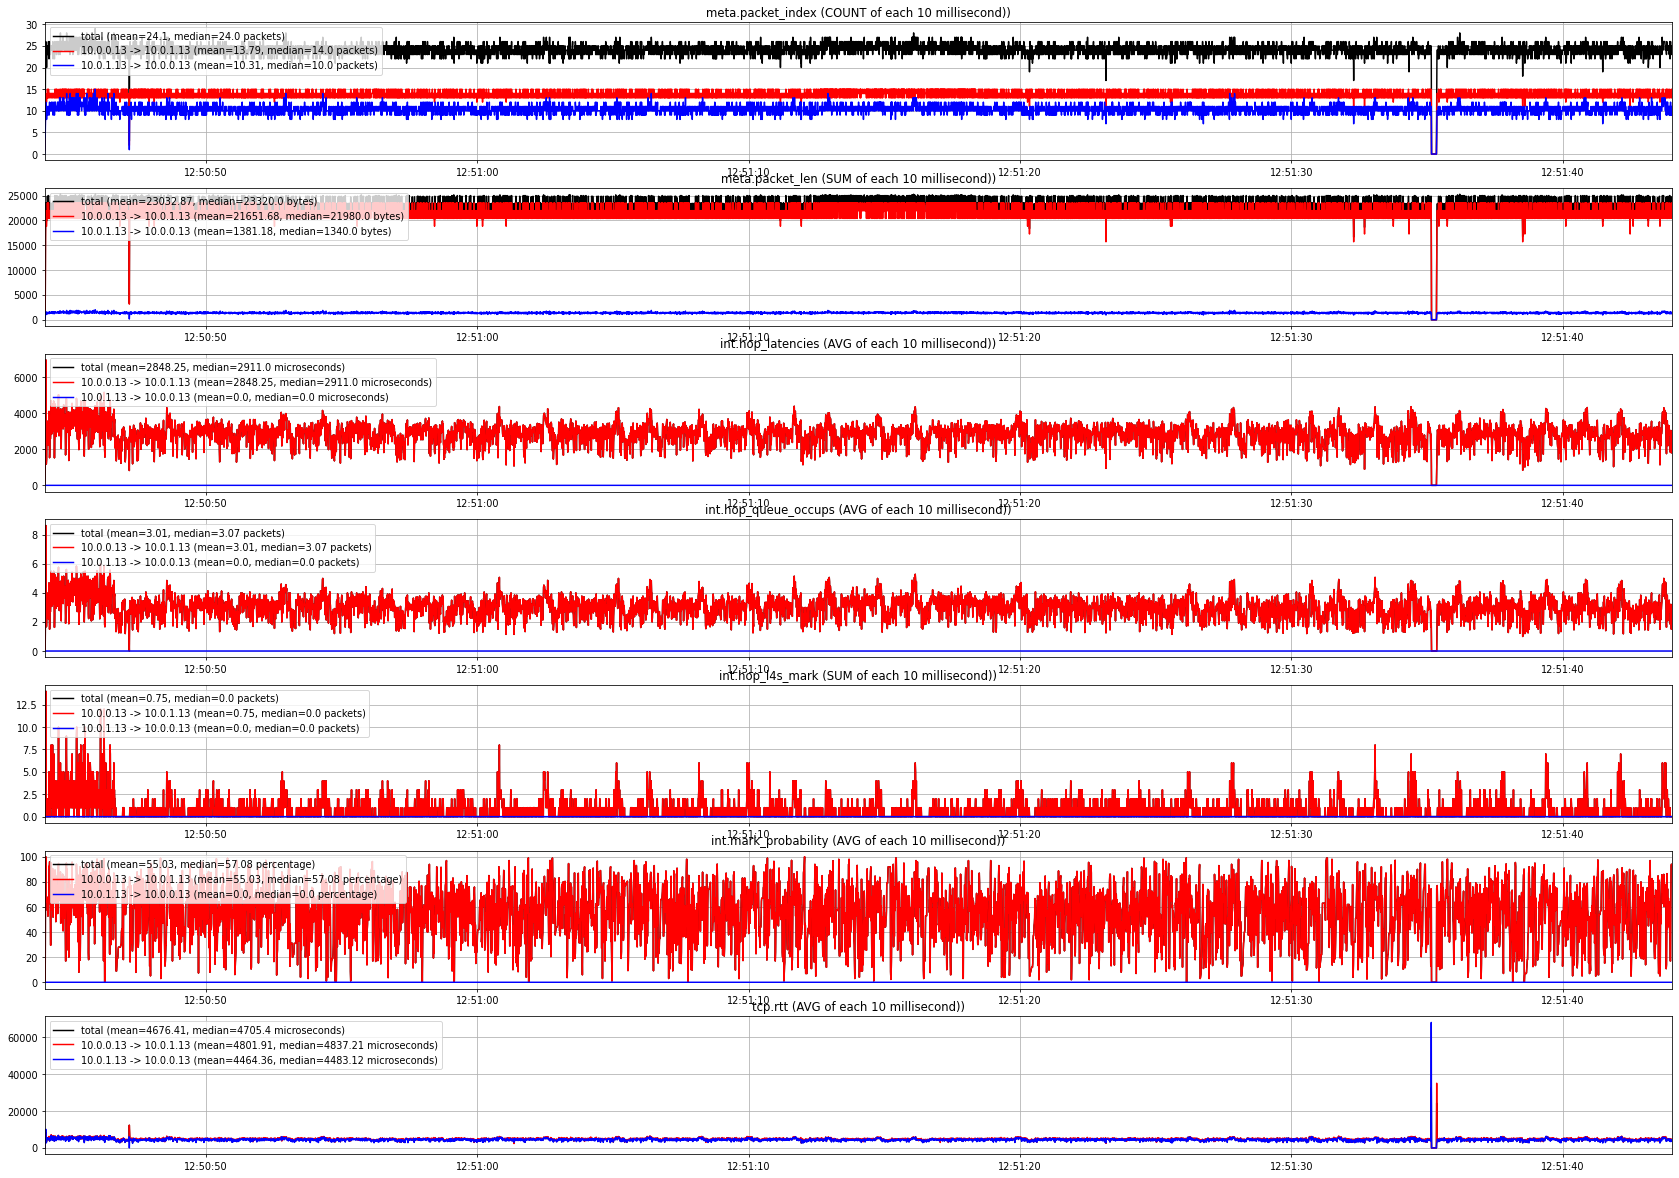 meta.packet_index (COUNT of each 10 millisecond))
30
25
20
15
10
5
0
total (mean=24.1, median=24.0 packets)
10.0.0.13 -> 10.0.1.13 (mean=13.79, median=14.0 packets)
10.0.1.13 -> 10.0.0.13 (mean=10.31, median=10.0 packets)
12:50:50 12:51:00 12:51:10 12:51:20 12:51:30 12:51:40
meta.packet_len (SUM of each 10 millisecond))
25000
20000
15000
10000
5000
0
total (mean=23032.87, median=23320.0 bytes)
10.0.0.13 -> 10.0.1.13 (mean=21651.68, median=21980.0 bytes)
10.0.1.13 -> 10.0.0.13 (mean=1381.18, median=1340.0 bytes)
12:50:50 12:51:00 12:51:10 12:51:20 12:51:30 12:51:40
int.hop_latencies (AVG of each 10 millisecond))
6000
4000
2000
0
total (mean=2848.25, median=2911.0 microseconds)
10.0.0.13 -> 10.0.1.13 (mean=2848.25, median=2911.0 microseconds)
10.0.1.13 -> 10.0.0.13 (mean=0.0, median=0.0 microseconds)
12:50:50 12:51:00 12:51:10 12:51:20 12:51:30 12:51:40
int.hop_queue_occups (AVG of each 10 millisecond))
8
6
4
2
0
total (mean=3.01, median=3.07 packets)
10.0.0.13 -> 10.0.1.13 (mean=3.01, median=3.07 packets)
10.0.1.13 -> 10.0.0.13 (mean=0.0, median=0.0 packets)
12:50:50 12:51:00 12:51:10 12:51:20 12:51:30 12:51:40
int.hop_l4s_mark (SUM of each 10 millisecond))
12.5
10.0
7.5
5.0
2.5
0.0
total (mean=0.75, median=0.0 packets)
10.0.0.13 -> 10.0.1.13 (mean=0.75, median=0.0 packets)
10.0.1.13 -> 10.0.0.13 (mean=0.0, median=0.0 packets)
12:50:50 12:51:00 12:51:10 12:51:20 12:51:30 12:51:40
int.mark_probability (AVG of each 10 millisecond))
100
80
60
40
20
0
total (mean=55.03, median=57.08 percentage)
10.0.0.13 -> 10.0.1.13 (mean=55.03, median=57.08 percentage)
10.0.1.13 -> 10.0.0.13 (mean=0.0, median=0.0 percentage)
12:50:50 12:51:00 12:51:10 12:51:20 12:51:30 12:51:40
tcp.rtt (AVG of each 10 millisecond))
60000
40000
20000
0
total (mean=4676.41, median=4705.4 microseconds)
10.0.0.13 -> 10.0.1.13 (mean=4801.91, median=4837.21 microseconds)
10.0.1.13 -> 10.0.0.13 (mean=4464.36, median=4483.12 microseconds)
12:50:50 12:51:00 12:51:10 12:51:20 12:51:30 12:51:40